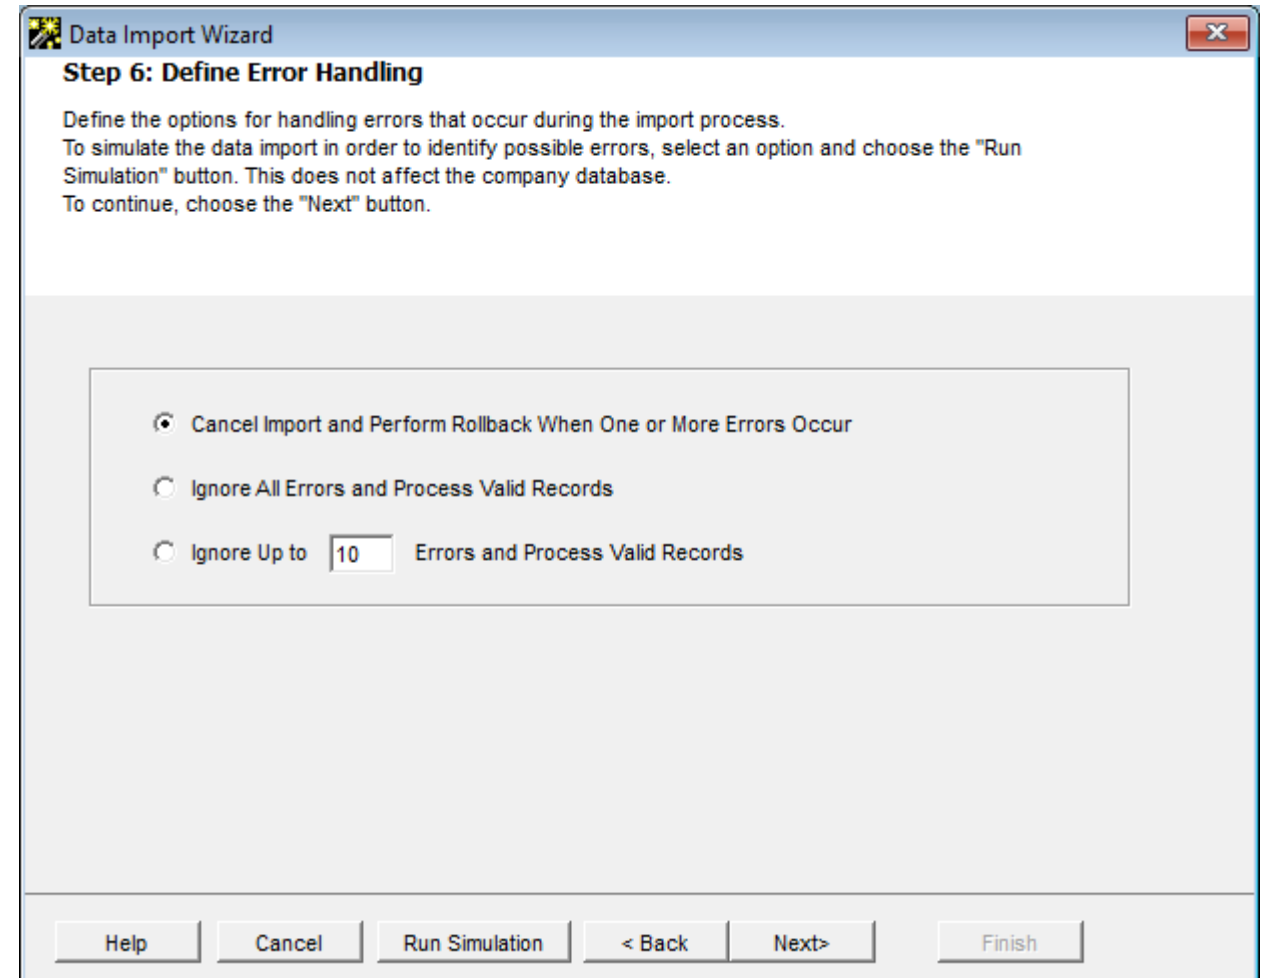 Data Import Wizard
Step 6: Define Error Handling
Define the options for handling errors that occur during the import process.
To simulate the data import in order to identify possible errors, select an option and choose the "Run
Simulation" button. This does not affect the company database.
To continue, choose the "Next" button.
Cancel Import and Perform Rollback When One or More Errors Occur
Ignore All Errors and Process Valid Records
Ignore Up to 10 Errors and Process Valid Records
Help Cancel Run Simulation < Back Next> Finish